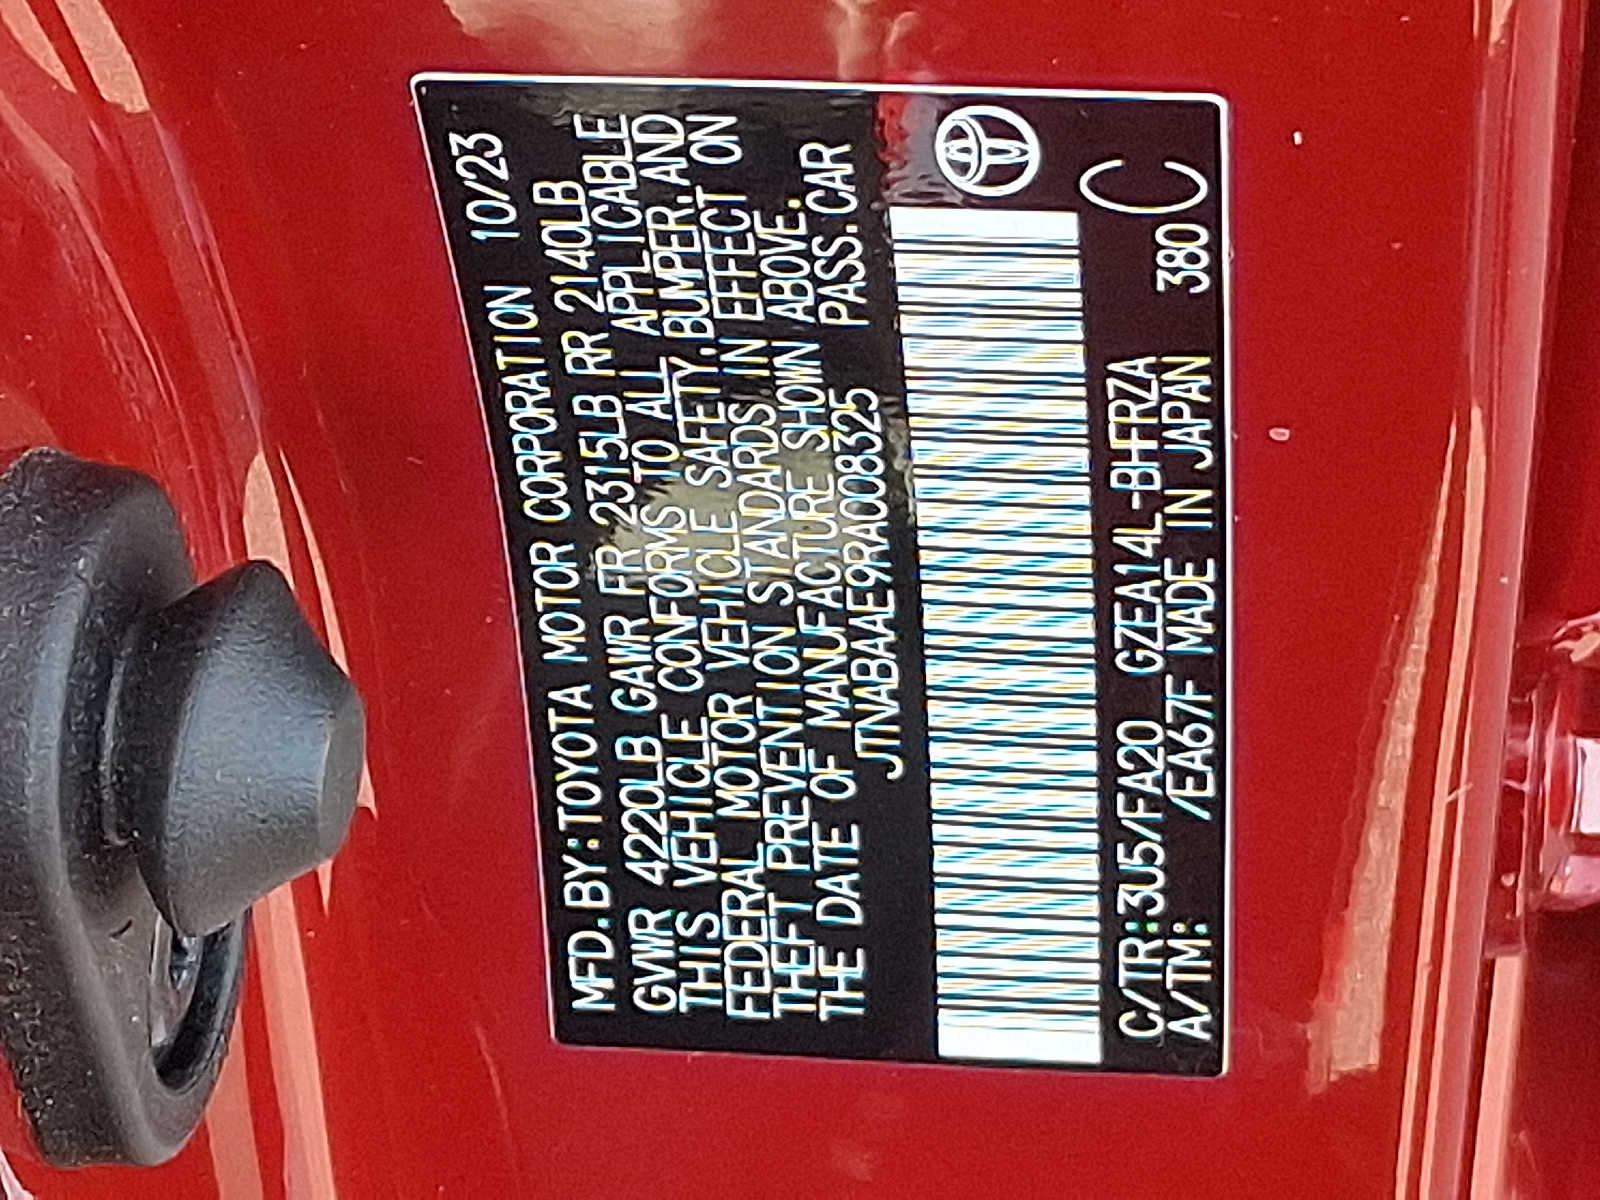 MFD.BY:TOYOTA MOTOR CORPORATION 10/23
GVWR 4220LB GAWR FR 2315LB RR 2140LB
THIS VEHICLE CONFORMS TO ALL APPLICABLE
FEDERAL MOTOR VEHICLE SAFETY,BUMPER,AND
THEFT PREVENTION STANDARDS IN EFFECT ON
THE DATE OF MANUFACTURE SHOWN ABOVE.
JTNABAAE9RA008325 PASS.CAR
C/TR:3U5/FA20 GZEA14L-BHFRZA 380 C
A/TM: /EA67F MADE IN JAPAN